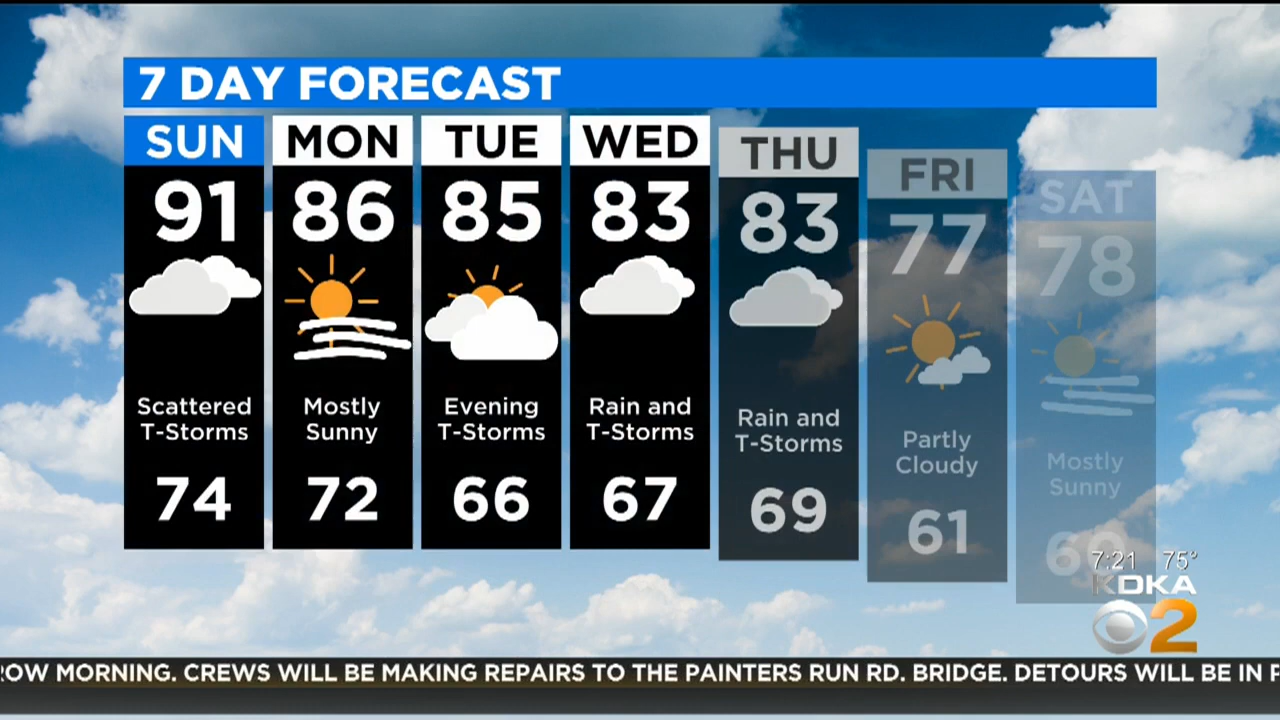 7 DAY FORECAST
SUN
91
Scattered
T-Storms
74
MON
86
Mostly
Sunny
72
TUE
85
Evening
T-Storms
66
WED
83
Rain and
T-Storms
67
THU
83
Rain and
T-Storms
69
FRI
77
Partly
Cloudy
61
SAT
78
Mostly
Sunny
7:21 75°
KDKA
2
ROW MORNING. CREWS WILL BE MAKING REPAIRS TO THE PAINTERS RUN RD. BRIDGE. DETOURS WILL BE IN